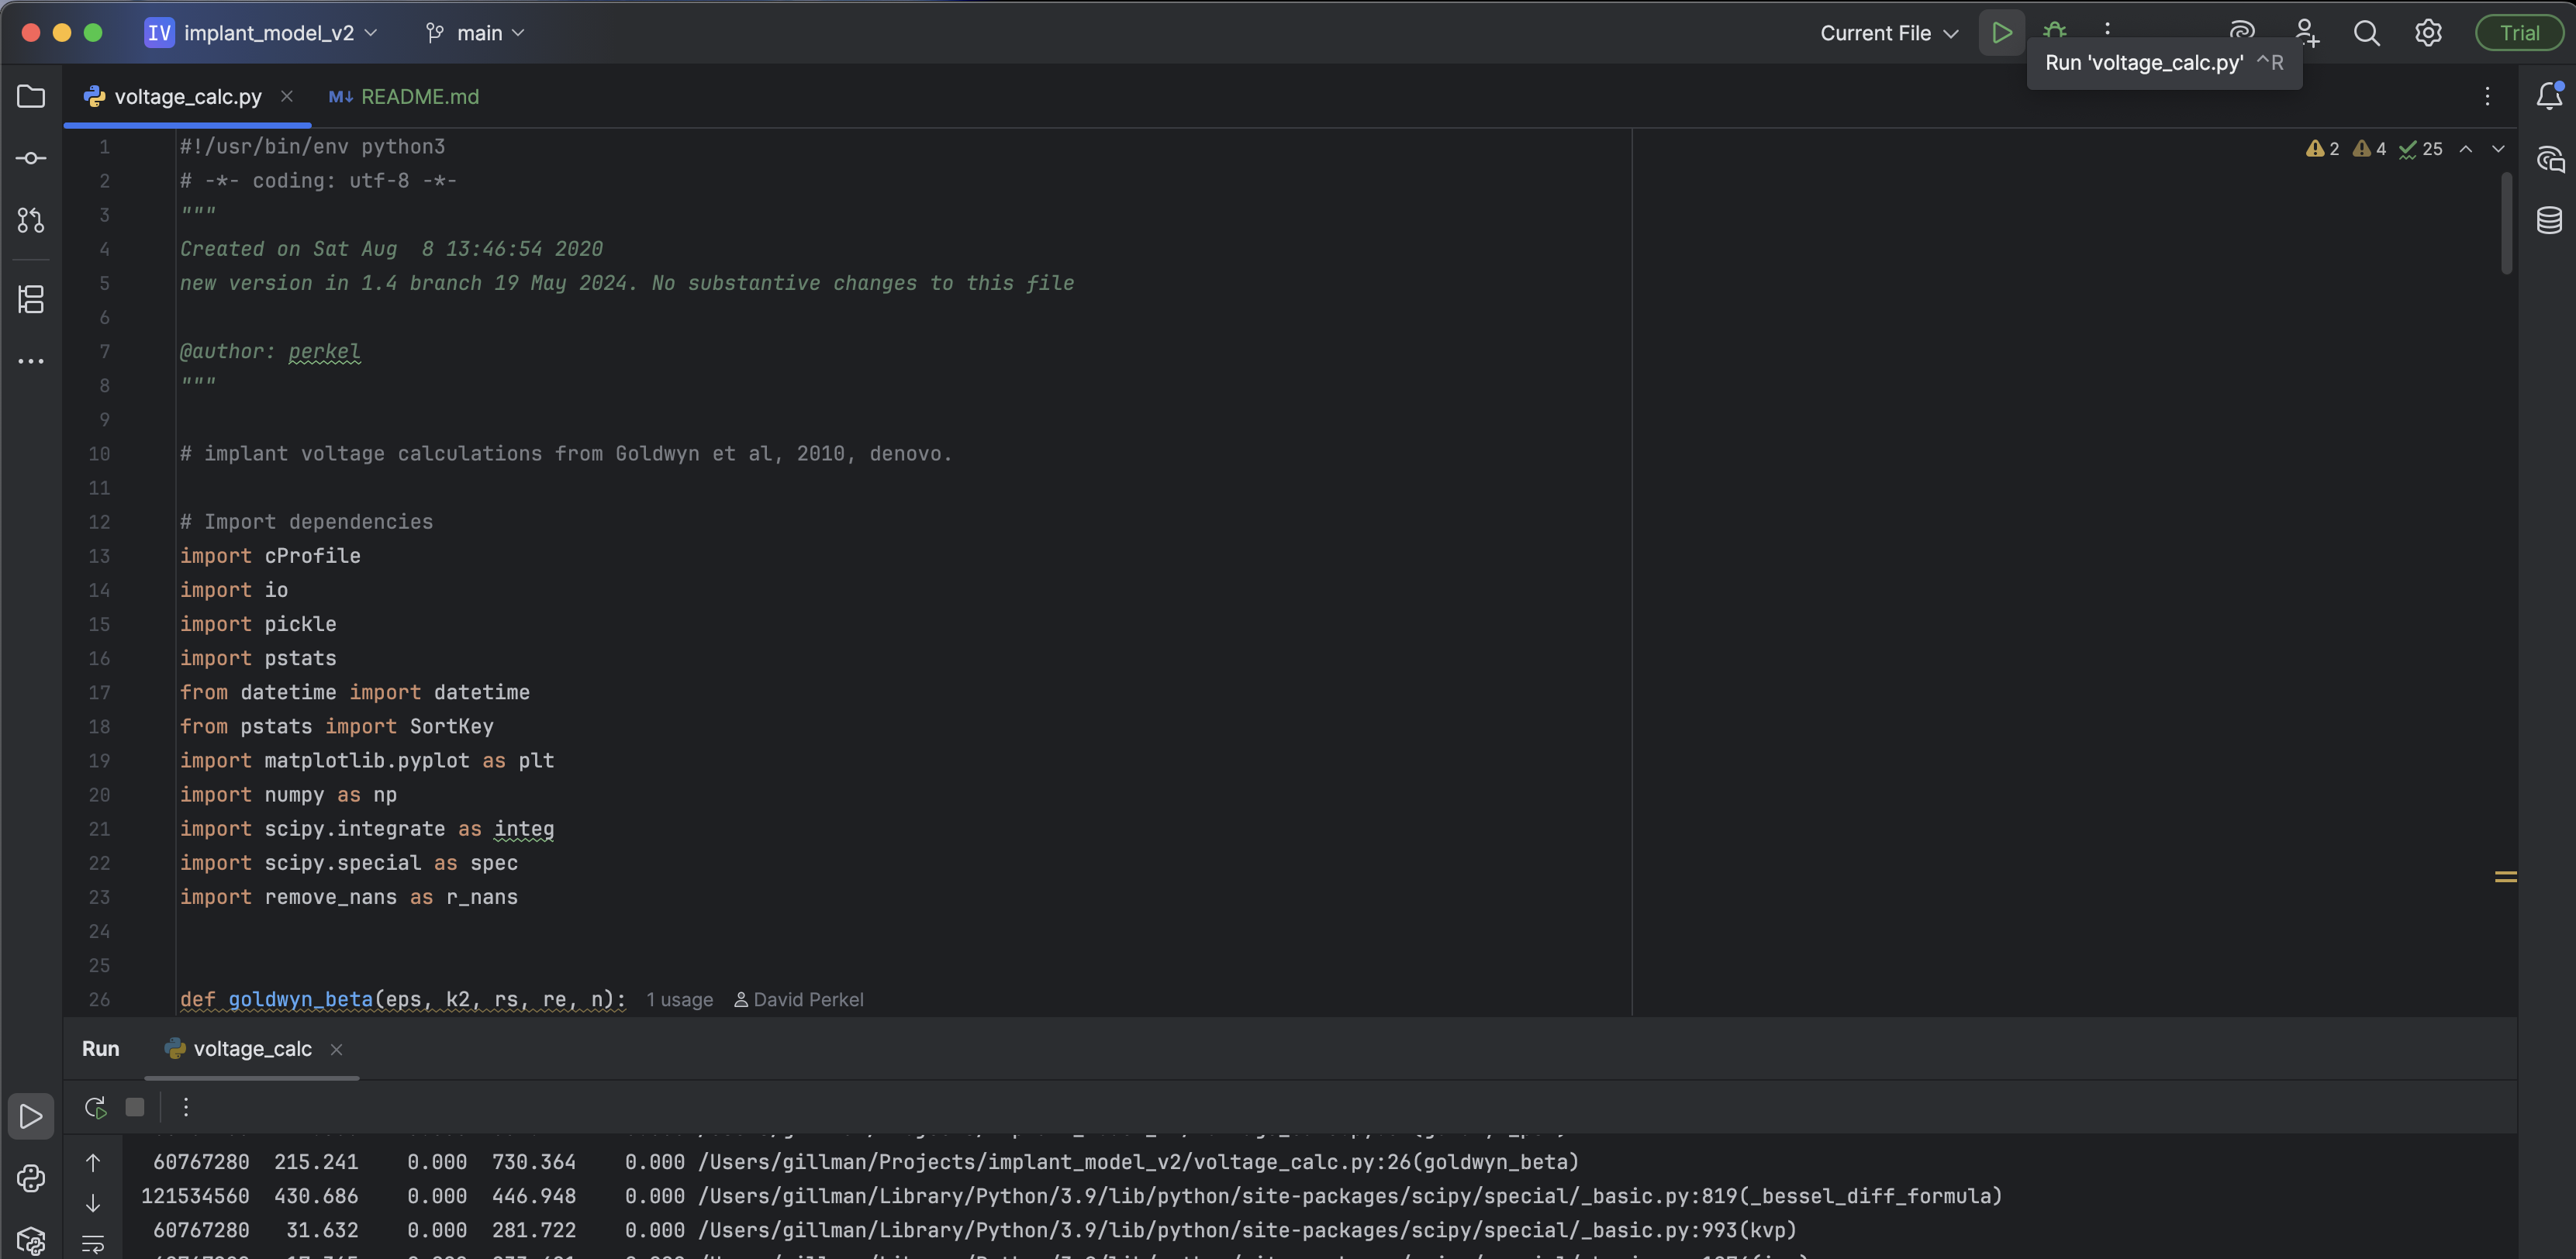 IV implant_model_v2 main Current File Trial
Run 'voltage_calc.py' ^R
voltage_calc.py M↓ README.md
2 4 25
1 #!/usr/bin/env python3
2 # -*- coding: utf-8 -*-
3 """
4 Created on Sat Aug  8 13:46:54 2020
5 new version in 1.4 branch 19 May 2024. No substantive changes to this file
6
7 @author: perkel
8 """
9
10 # implant voltage calculations from Goldwyn et al, 2010, denovo.
11
12 # Import dependencies
13 import cProfile
14 import io
15 import pickle
16 import pstats
17 from datetime import datetime
18 from pstats import SortKey
19 import matplotlib.pyplot as plt
20 import numpy as np
21 import scipy.integrate as integ
22 import scipy.special as spec
23 import remove_nans as r_nans
24
25
26 def goldwyn_beta(eps, k2, rs, re, n): 1 usage David Perkel
Run voltage_calc
60767280 215.241 0.000 730.364 0.000 /Users/gillman/Projects/implant_model_v2/voltage_calc.py:26(goldwyn_beta)
121534560 430.686 0.000 446.948 0.000 /Users/gillman/Library/Python/3.9/lib/python/site-packages/scipy/special/_basic.py:819(_bessel_diff_formula)
60767280 31.632 0.000 281.722 0.000 /Users/gillman/Library/Python/3.9/lib/python/site-packages/scipy/special/_basic.py:993(kvp)